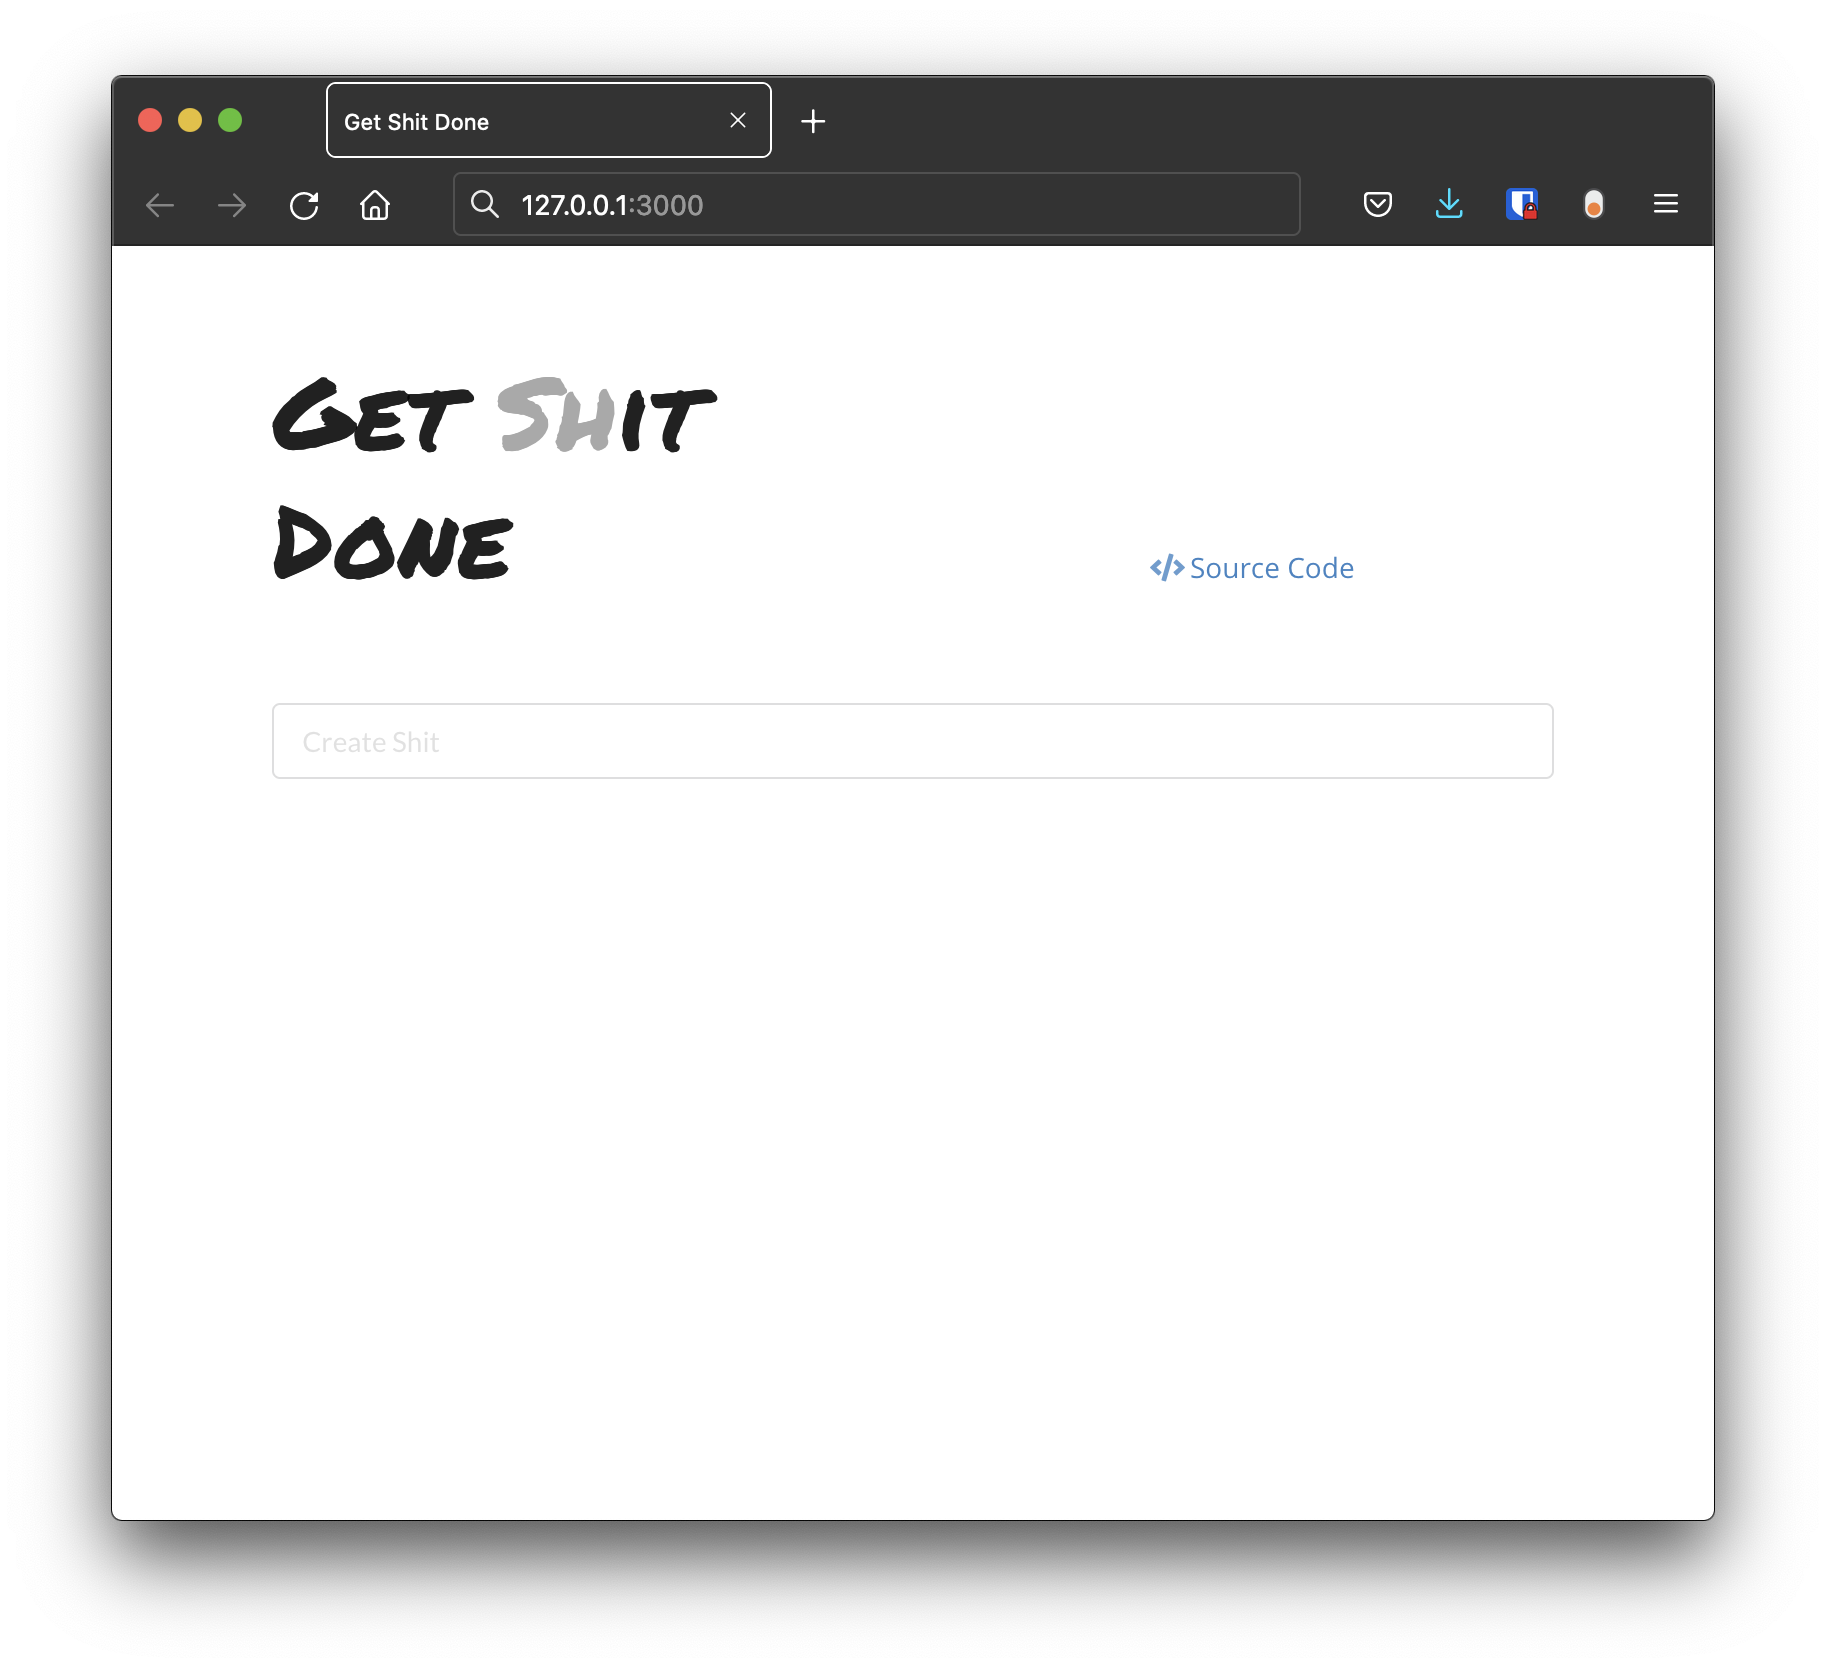 Get Shit Done
127.0.0.1:3000
Get Shit
Done
Source Code
Create Shit